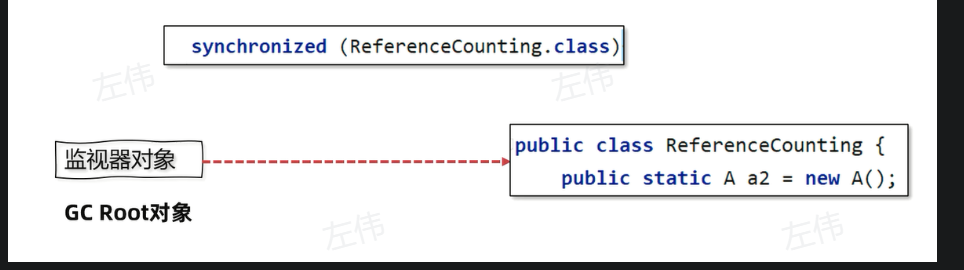 synchronized (ReferenceCounting.class)
左伟
左伟
监视器对象
public class ReferenceCounting {
public static A a2 = new A();
GC Root对象
左伟
左伟